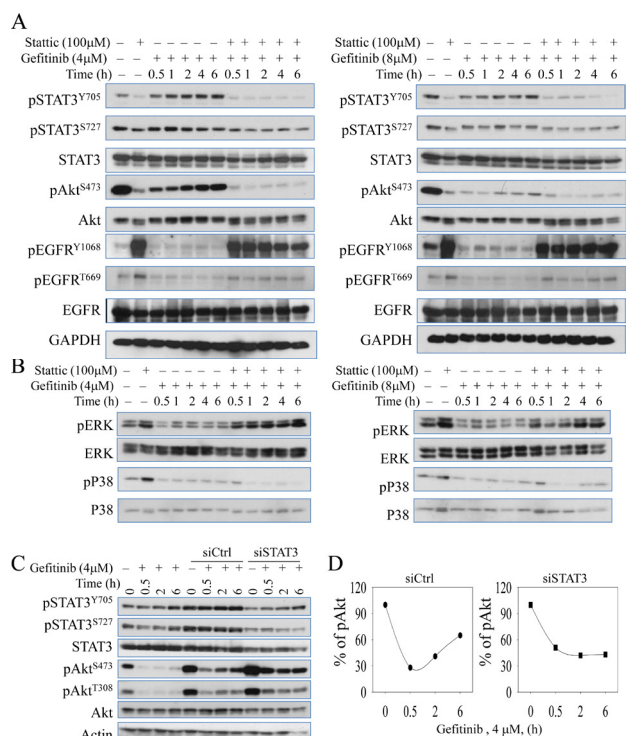 A
Stattic (100μM) – + – – – – – + + + + +
Gefitinib (4μM) – – + + + + + + + + + +
Time (h) – – 0.5 1 2 4 6 0.5 1 2 4 6
pSTAT3Y705
pSTAT3S727
STAT3
pAktS473
Akt
pEGFRY1068
pEGFRT669
EGFR
GAPDH
Stattic (100μM) – + – – – – – + + + + +
Gefitinib (8μM) – – + + + + + + + + + +
Time (h) – – 0.5 1 2 4 6 0.5 1 2 4 6
pSTAT3Y705
pSTAT3S727
STAT3
pAktS473
Akt
pEGFRY1068
pEGFRT669
EGFR
GAPDH
B
Stattic (100μM) – + – – – – – + + + + +
Gefitinib (4μM) – – + + + + + + + + + +
Time (h) – – 0.5 1 2 4 6 0.5 1 2 4 6
pERK
ERK
pP38
P38
Stattic (100μM) – + – – – – – + + + + +
Gefitinib (8μM) – – + + + + + + + + + +
Time (h) – – 0.5 1 2 4 6 0.5 1 2 4 6
pERK
ERK
pP38
P38
C
siCtrl siSTAT3
Gefitinib (4μM) – + + + – + + + – + + +
Time (h) 0 0.5 2 6 0 0.5 2 6 0 0.5 2 6
pSTAT3Y705
pSTAT3S727
STAT3
pAktS473
pAktT308
Akt
Actin
D
siCtrl
% of pAkt
120
90
60
30
0
0 0.5 2 6
siSTAT3
% of pAkt
120
90
60
30
0
0 0.5 2 6
Gefitinib , 4 μM, (h)